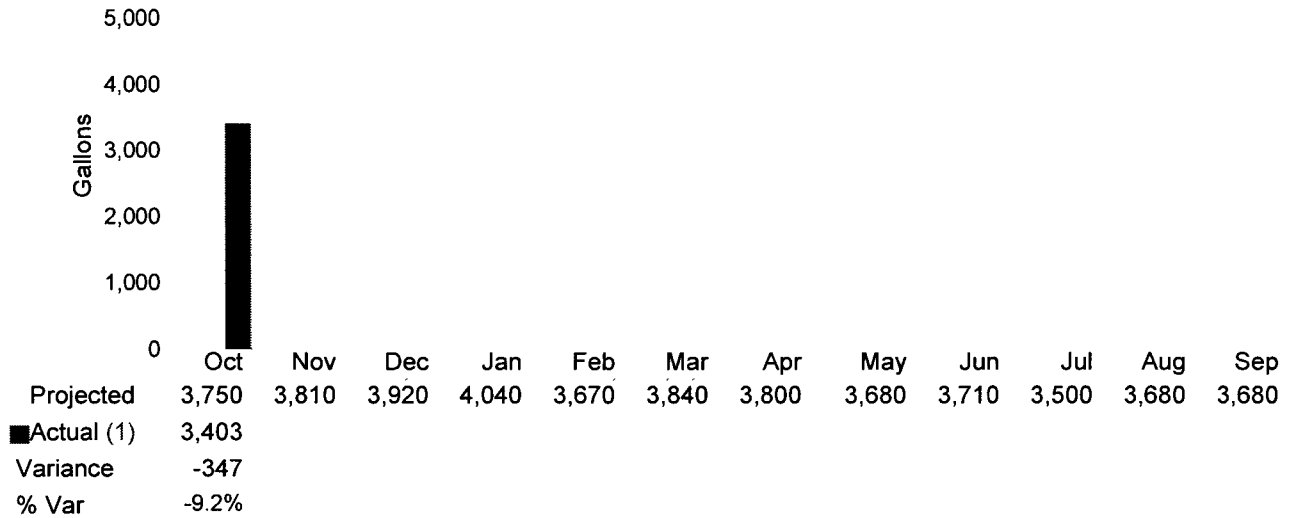 5,000
4,000
Gallons
3,000
2,000
1,000
0
Oct Nov Dec Jan Feb Mar Apr May Jun Jul Aug Sep
Projected 3,750 3,810 3,920 4,040 3,670 3,840 3,800 3,680 3,710 3,500 3,680 3,680
Actual (1) 3,403
Variance -347
% Var -9.2%